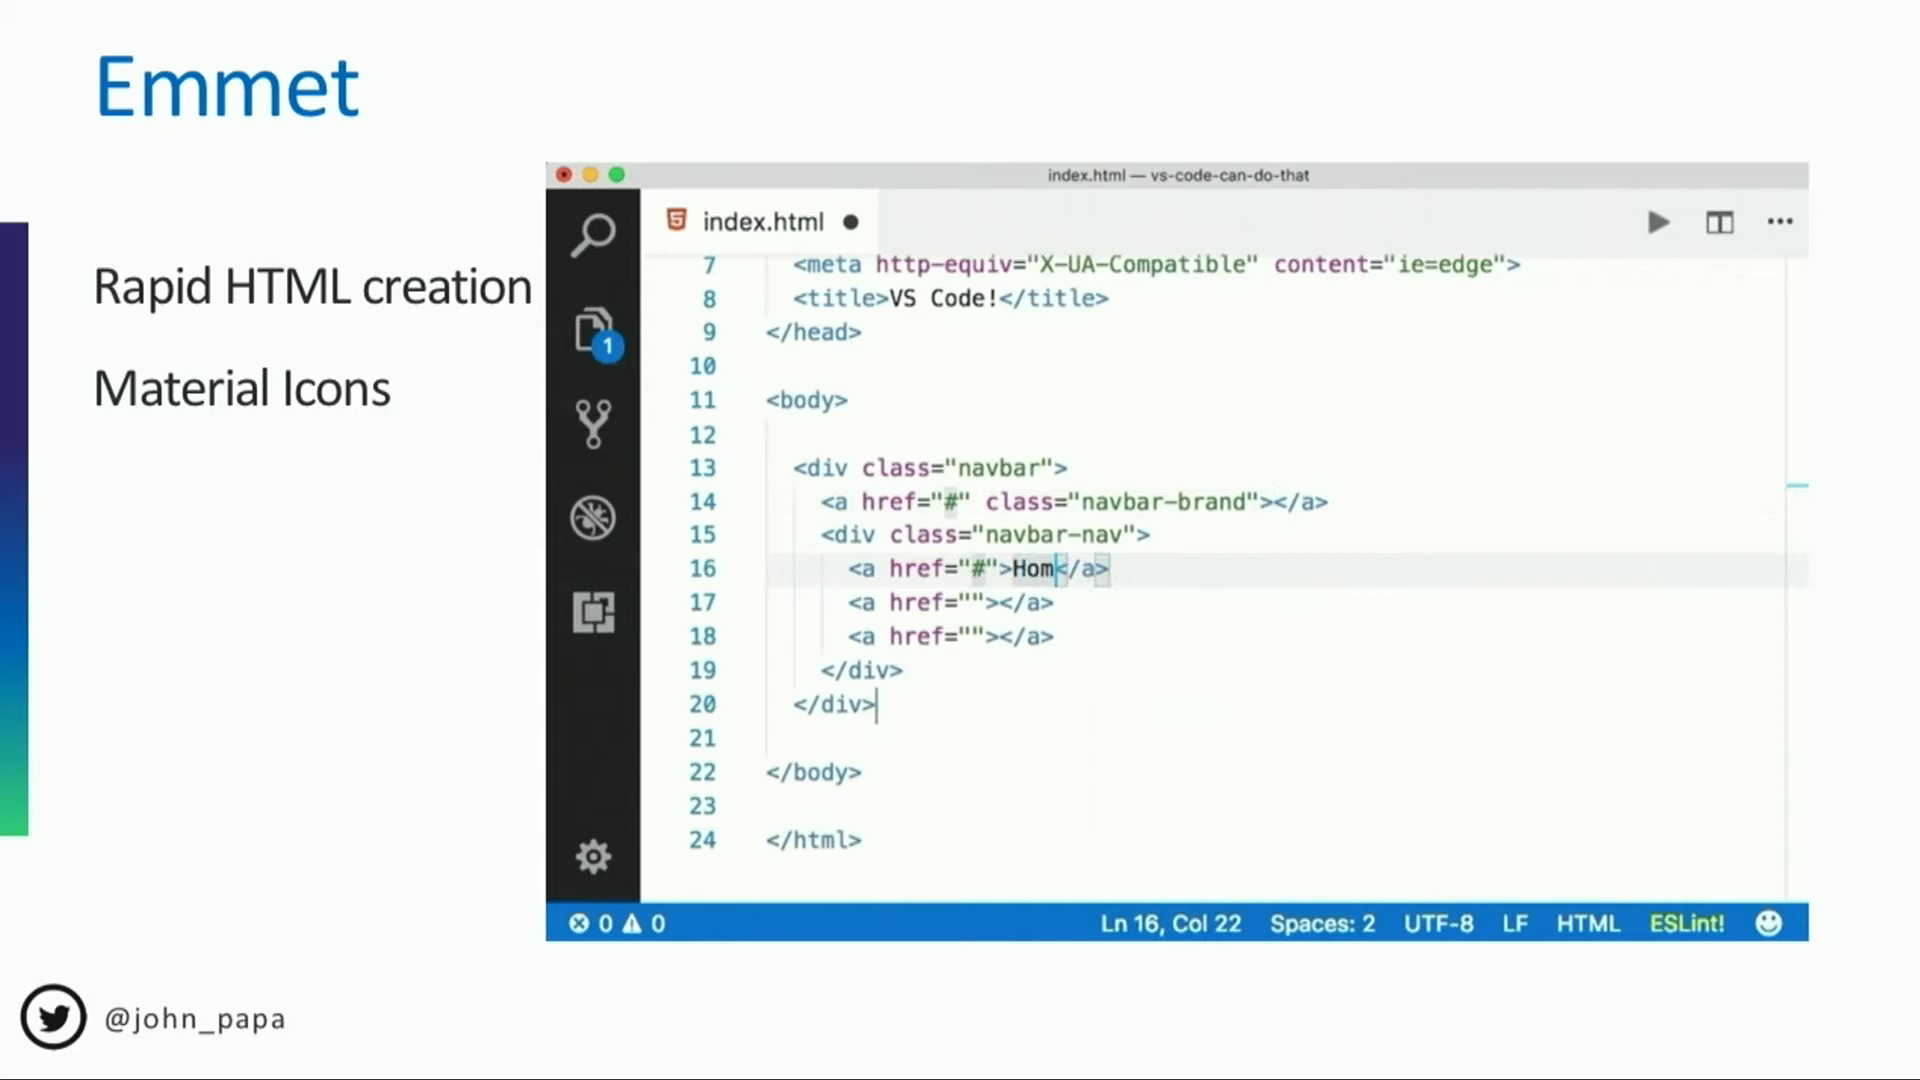 Emmet
Rapid HTML creation
Material Icons
index.html — vs-code-can-do-that
index.html
7 <meta http-equiv="X-UA-Compatible" content="ie=edge">
8 <title>VS Code!</title>
9 </head>
10
11 <body>
12
13 <div class="navbar">
14 <a href="#" class="navbar-brand"></a>
15 <div class="navbar-nav">
16 <a href="#">Hom</a>
17 <a href=""></a>
18 <a href=""></a>
19 </div>
20 </div>
21
22 </body>
23
24 </html>
1
0 0 Ln 16, Col 22 Spaces: 2 UTF-8 LF HTML ESLint!
@john_papa